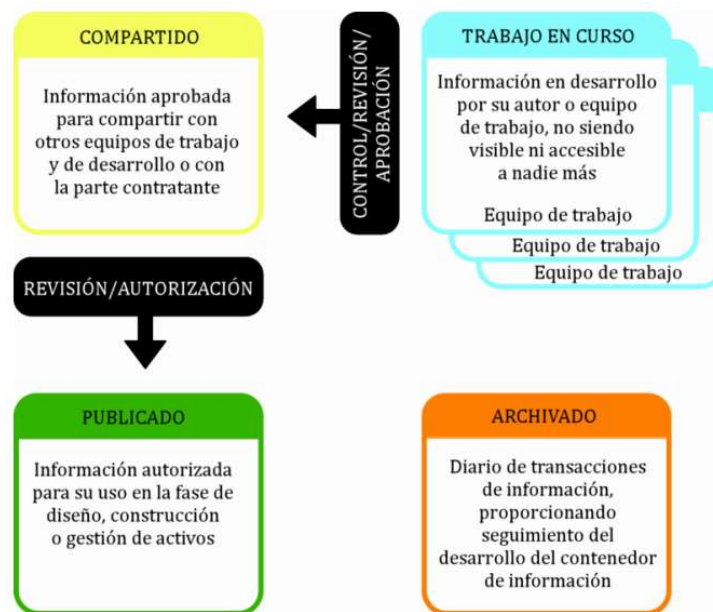 COMPARTIDO
Información aprobada
para compartir con
otros equipos de trabajo
y de desarrollo o con
la parte contratante
CONTROL/REVISIÓN/
APROBACIÓN
TRABAJO EN CURSO
Información en desarrollo
por su autor o equipo
de trabajo, no siendo
visible ni accesible
a nadie más
Equipo de trabajo
Equipo de trabajo
Equipo de trabajo
REVISIÓN/AUTORIZACIÓN
PUBLICADO
Información autorizada
para su uso en la fase de
diseño, construcción
o gestión de activos
ARCHIVADO
Diario de transacciones
de información,
proporcionando
seguimiento del
desarrollo del contenedor
de información